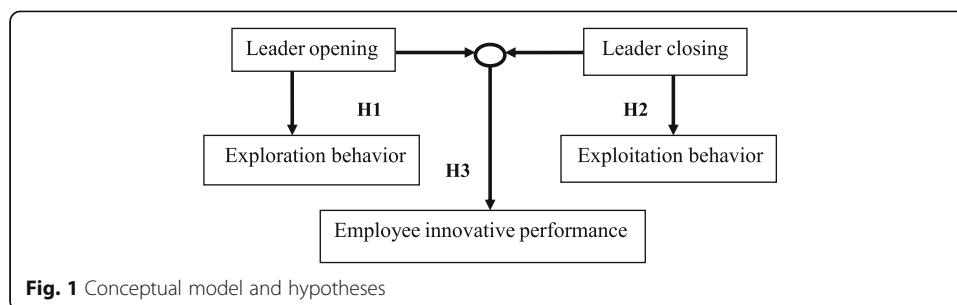 Leader opening
Leader closing
H1
H2
Exploration behavior
Exploitation behavior
H3
Employee innovative performance
Fig. 1 Conceptual model and hypotheses